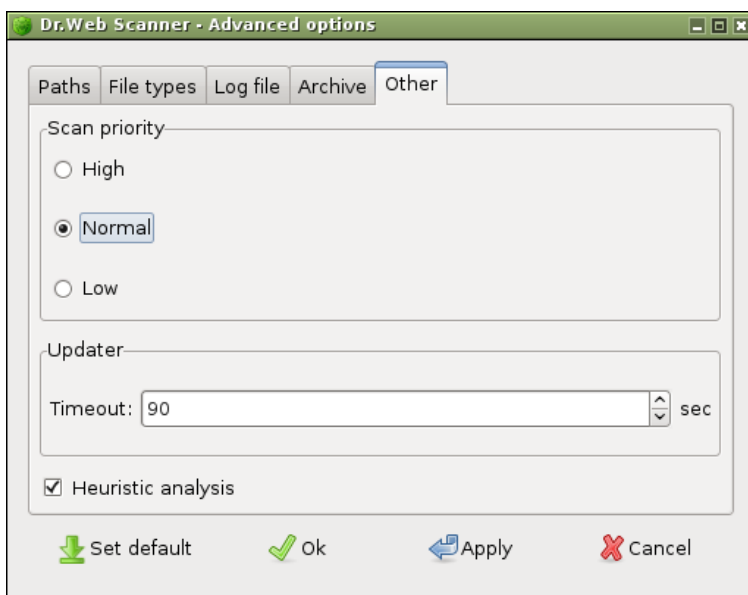 Dr.Web Scanner - Advanced options
Paths File types Log file Archive Other
Scan priority
High
Normal
Low
Updater
Timeout: 90 sec
Heuristic analysis
Set default Ok Apply Cancel